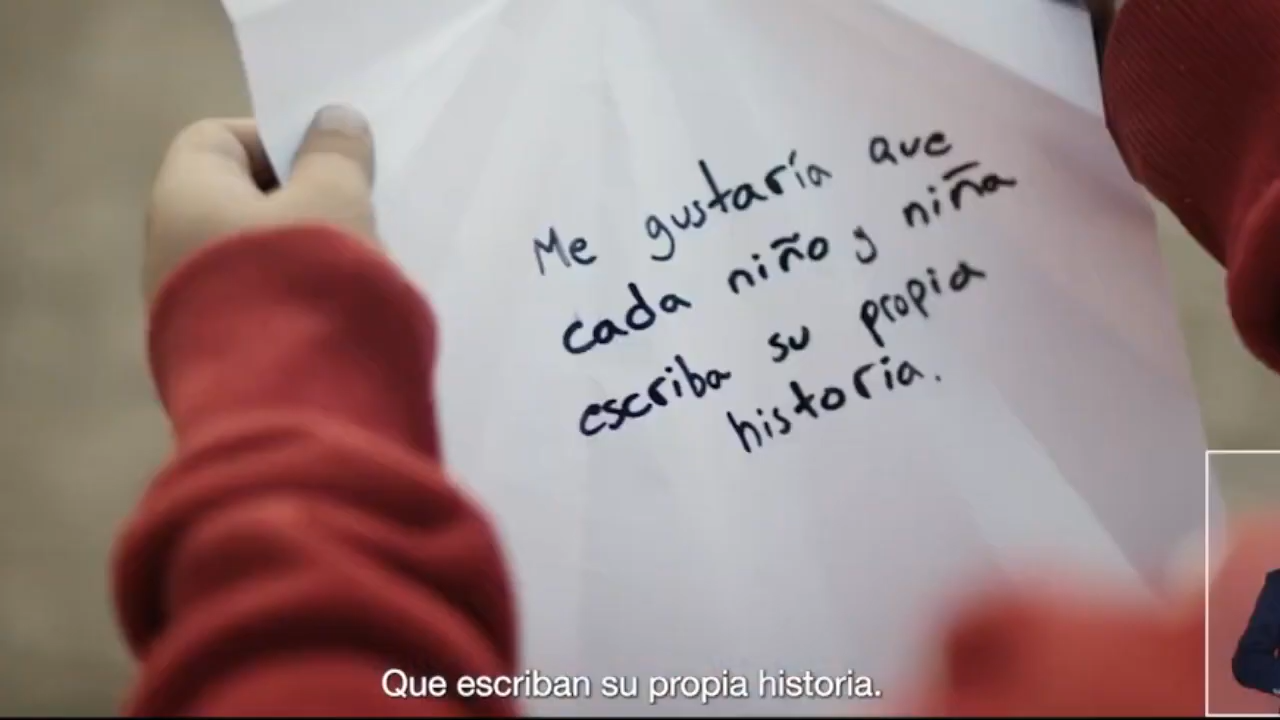 Me gustaría que
cada niño y niña
escriba su propia
historia.
Que escriban su propia historia.